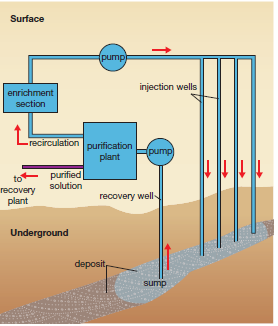 Surface
pump
injection wells
enrichment
section
recirculation
purification
plant
pump
purified
solution
to
recovery
plant
recovery well
Underground
deposit
sump